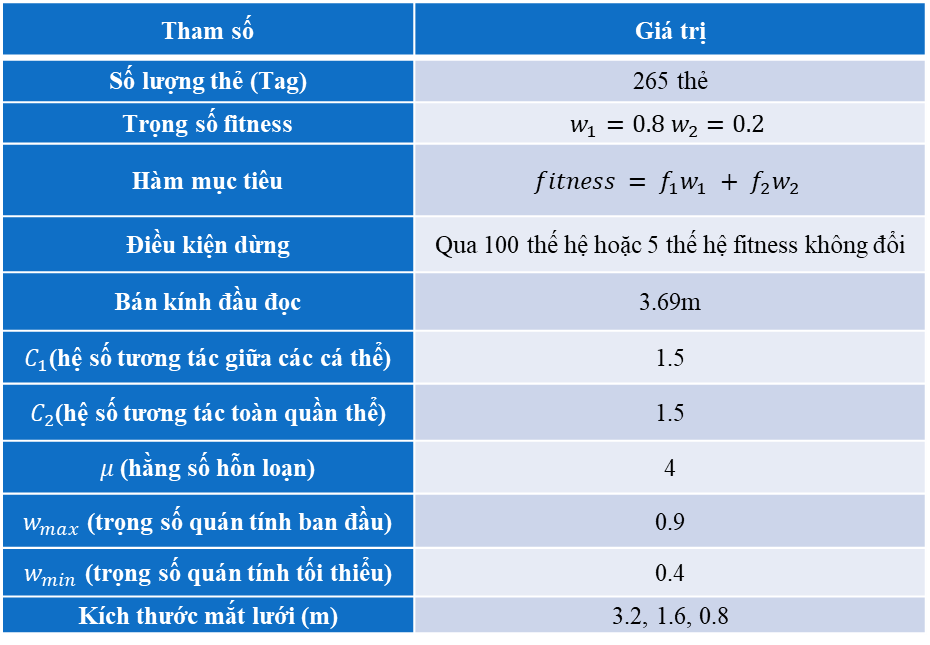 Tham số
Giá trị
Số lượng thẻ (Tag)
265 thẻ
Trọng số fitness
w₁ = 0.8 w₂ = 0.2
Hàm mục tiêu
fitness = f₁w₁ + f₂w₂
Điều kiện dừng
Qua 100 thế hệ hoặc 5 thế hệ fitness không đổi
Bán kính đầu đọc
3.69m
C₁(hệ số tương tác giữa các cá thể)
1.5
C₂(hệ số tương tác toàn quần thể)
1.5
μ (hằng số hỗn loạn)
4
wₘₐₓ (trọng số quán tính ban đầu)
0.9
wₘᵢₙ (trọng số quán tính tối thiểu)
0.4
Kích thước mắt lưới (m)
3.2, 1.6, 0.8